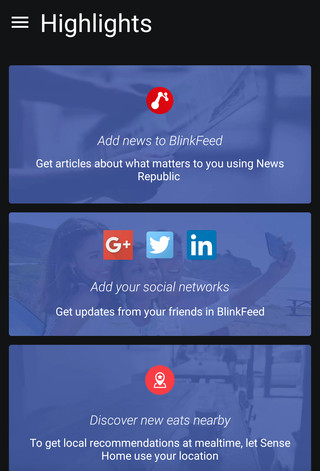 Highlights
Add news to BlinkFeed
Get articles about what matters to you using News
Republic
G+
in
Add your social networks
Get updates from your friends in BlinkFeed
Discover new eats nearby
To get local recommendations at mealtime, let Sense
Home use your location